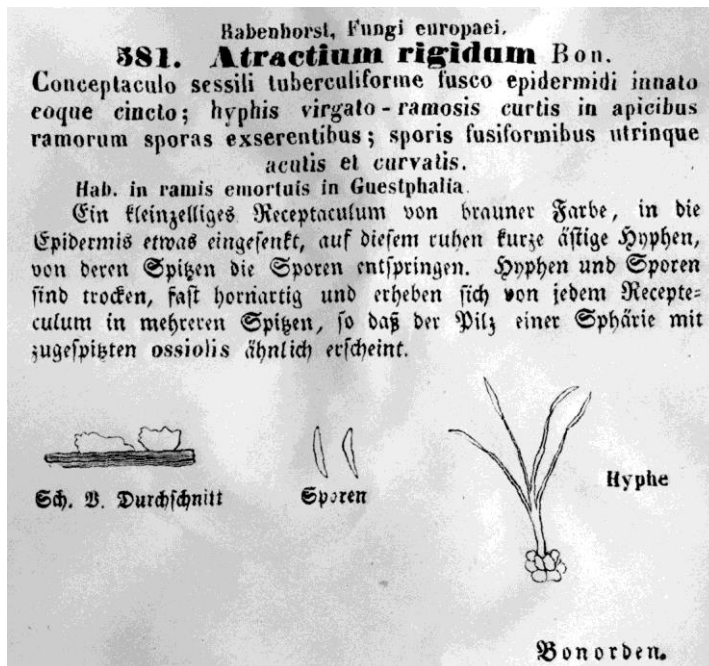 Rabenhorst, Fungi europaei.
581. Atractium rigidum Bon.
Conceptaculo sessili tuberculiforme fusco epidermidi innato
eoque cincto; hyphis virgato-ramosis curtis in apicibus
ramorum sporas exserentibus; sporis fusiformibus utrinque
acutis et curvatis.
Hab. in ramis emortuis in Guestphalia
Ein kleinzelliges Receptaculum von brauner Farbe, in die
Epidermis etwas eingesenkt, auf diesem ruhen kurze ästige Hyphen,
von deren Spitzen die Sporen entspringen. Hyphen und Sporen
sind trocken, fast hornartig und erheben sich von jedem Recepte-
culum in mehreren Spitzen, so daß der Pilz einer Sphärie mit
zugespitzten ossiolis ähnlich erscheint.
Sch. V. Durchschnitt
Sporen
Hyphe
Bonorden.